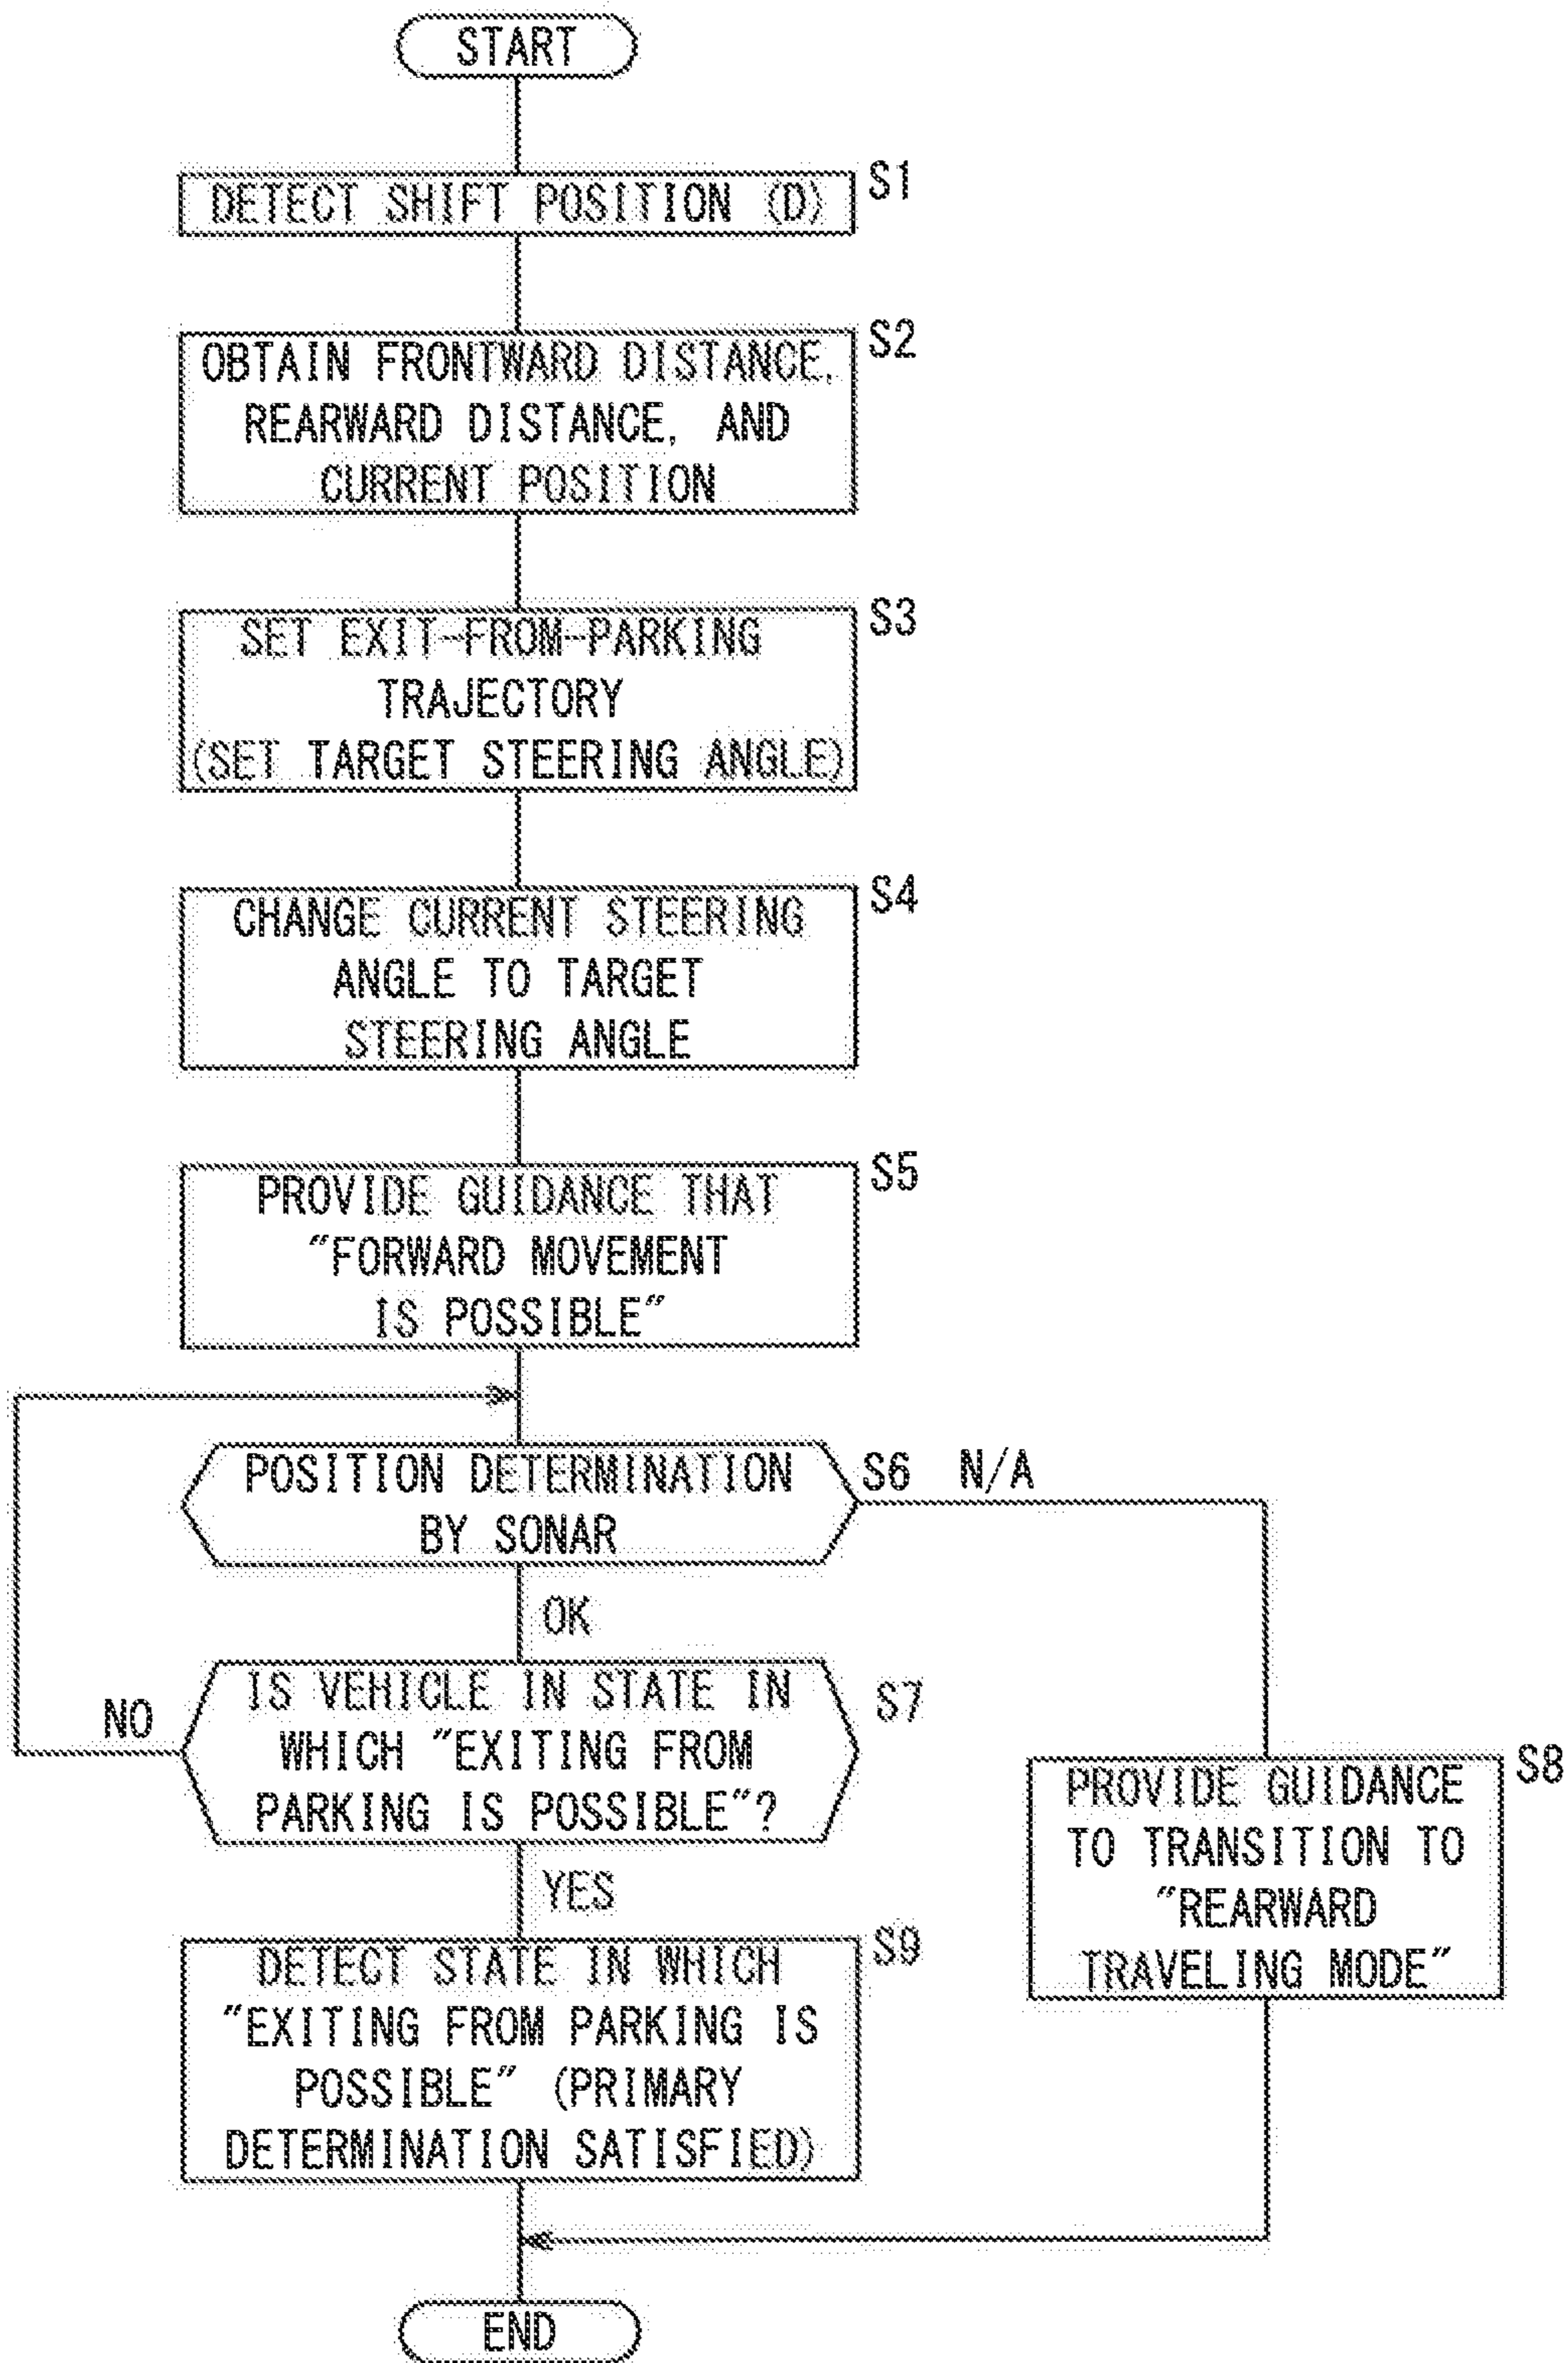 START
DETECT SHIFT POSITION (D)
S1
OBTAIN FRONTWARD DISTANCE,
REARWARD DISTANCE, AND
CURRENT POSITION
S2
SET EXIT-FROM-PARKING
TRAJECTORY
(SET TARGET STEERING ANGLE)
S3
CHANGE CURRENT STEERING
ANGLE TO TARGET
STEERING ANGLE
S4
PROVIDE GUIDANCE THAT
"FORWARD MOVEMENT
IS POSSIBLE"
S5
POSITION DETERMINATION
BY SONAR
S6 N/A
OK
IS VEHICLE IN STATE IN
WHICH "EXITING FROM
PARKING IS POSSIBLE"?
S7
NO
YES
PROVIDE GUIDANCE
TO TRANSITION TO
"REARWARD
TRAVELING MODE"
S8
DETECT STATE IN WHICH
"EXITING FROM PARKING IS
POSSIBLE" (PRIMARY
DETERMINATION SATISFIED)
S9
END